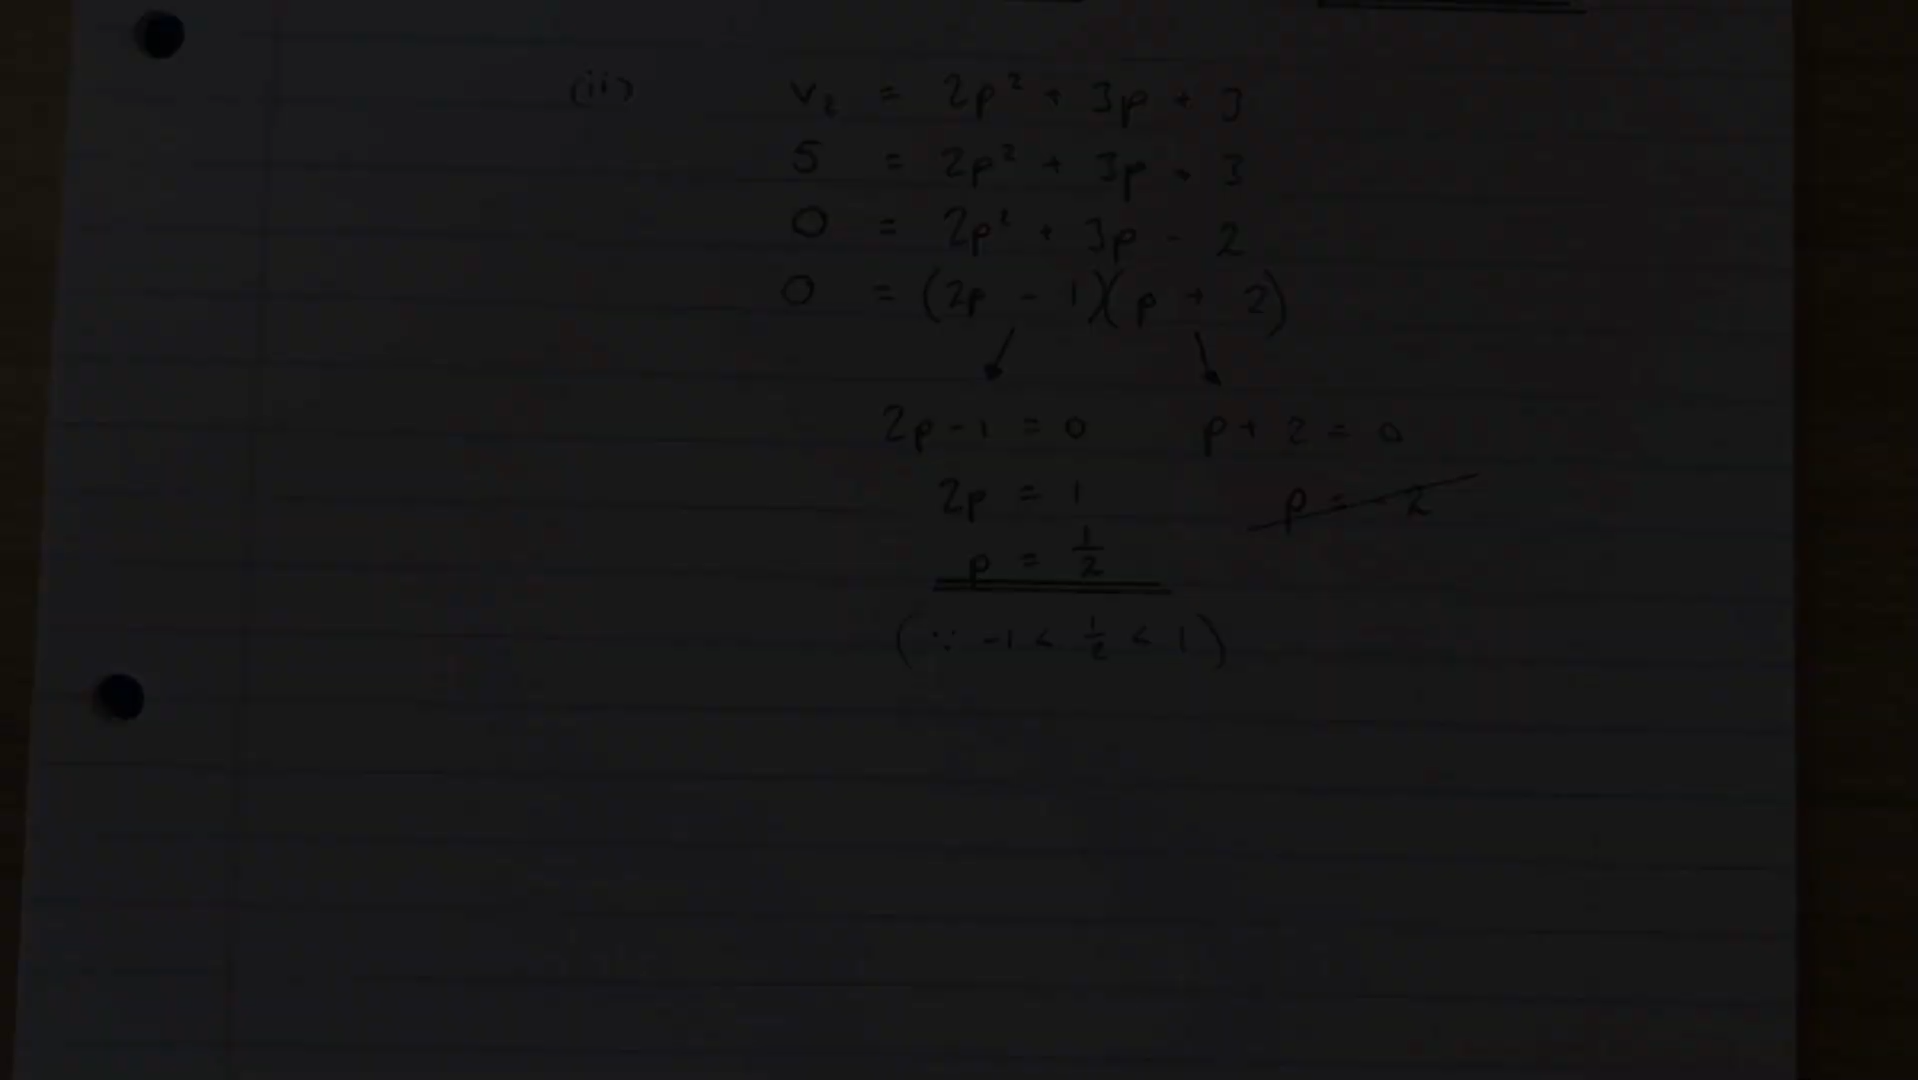 (ii) v₂ = 2p² + 3p + 3
5 = 2p² + 3p + 3
0 = 2p² + 3p - 2
0 = (2p - 1)(p + 2)
2p - 1 = 0 p + 2 = 0
2p = 1 p = -2
p = 1/2
(∵ -1 < 1/2 < 1)